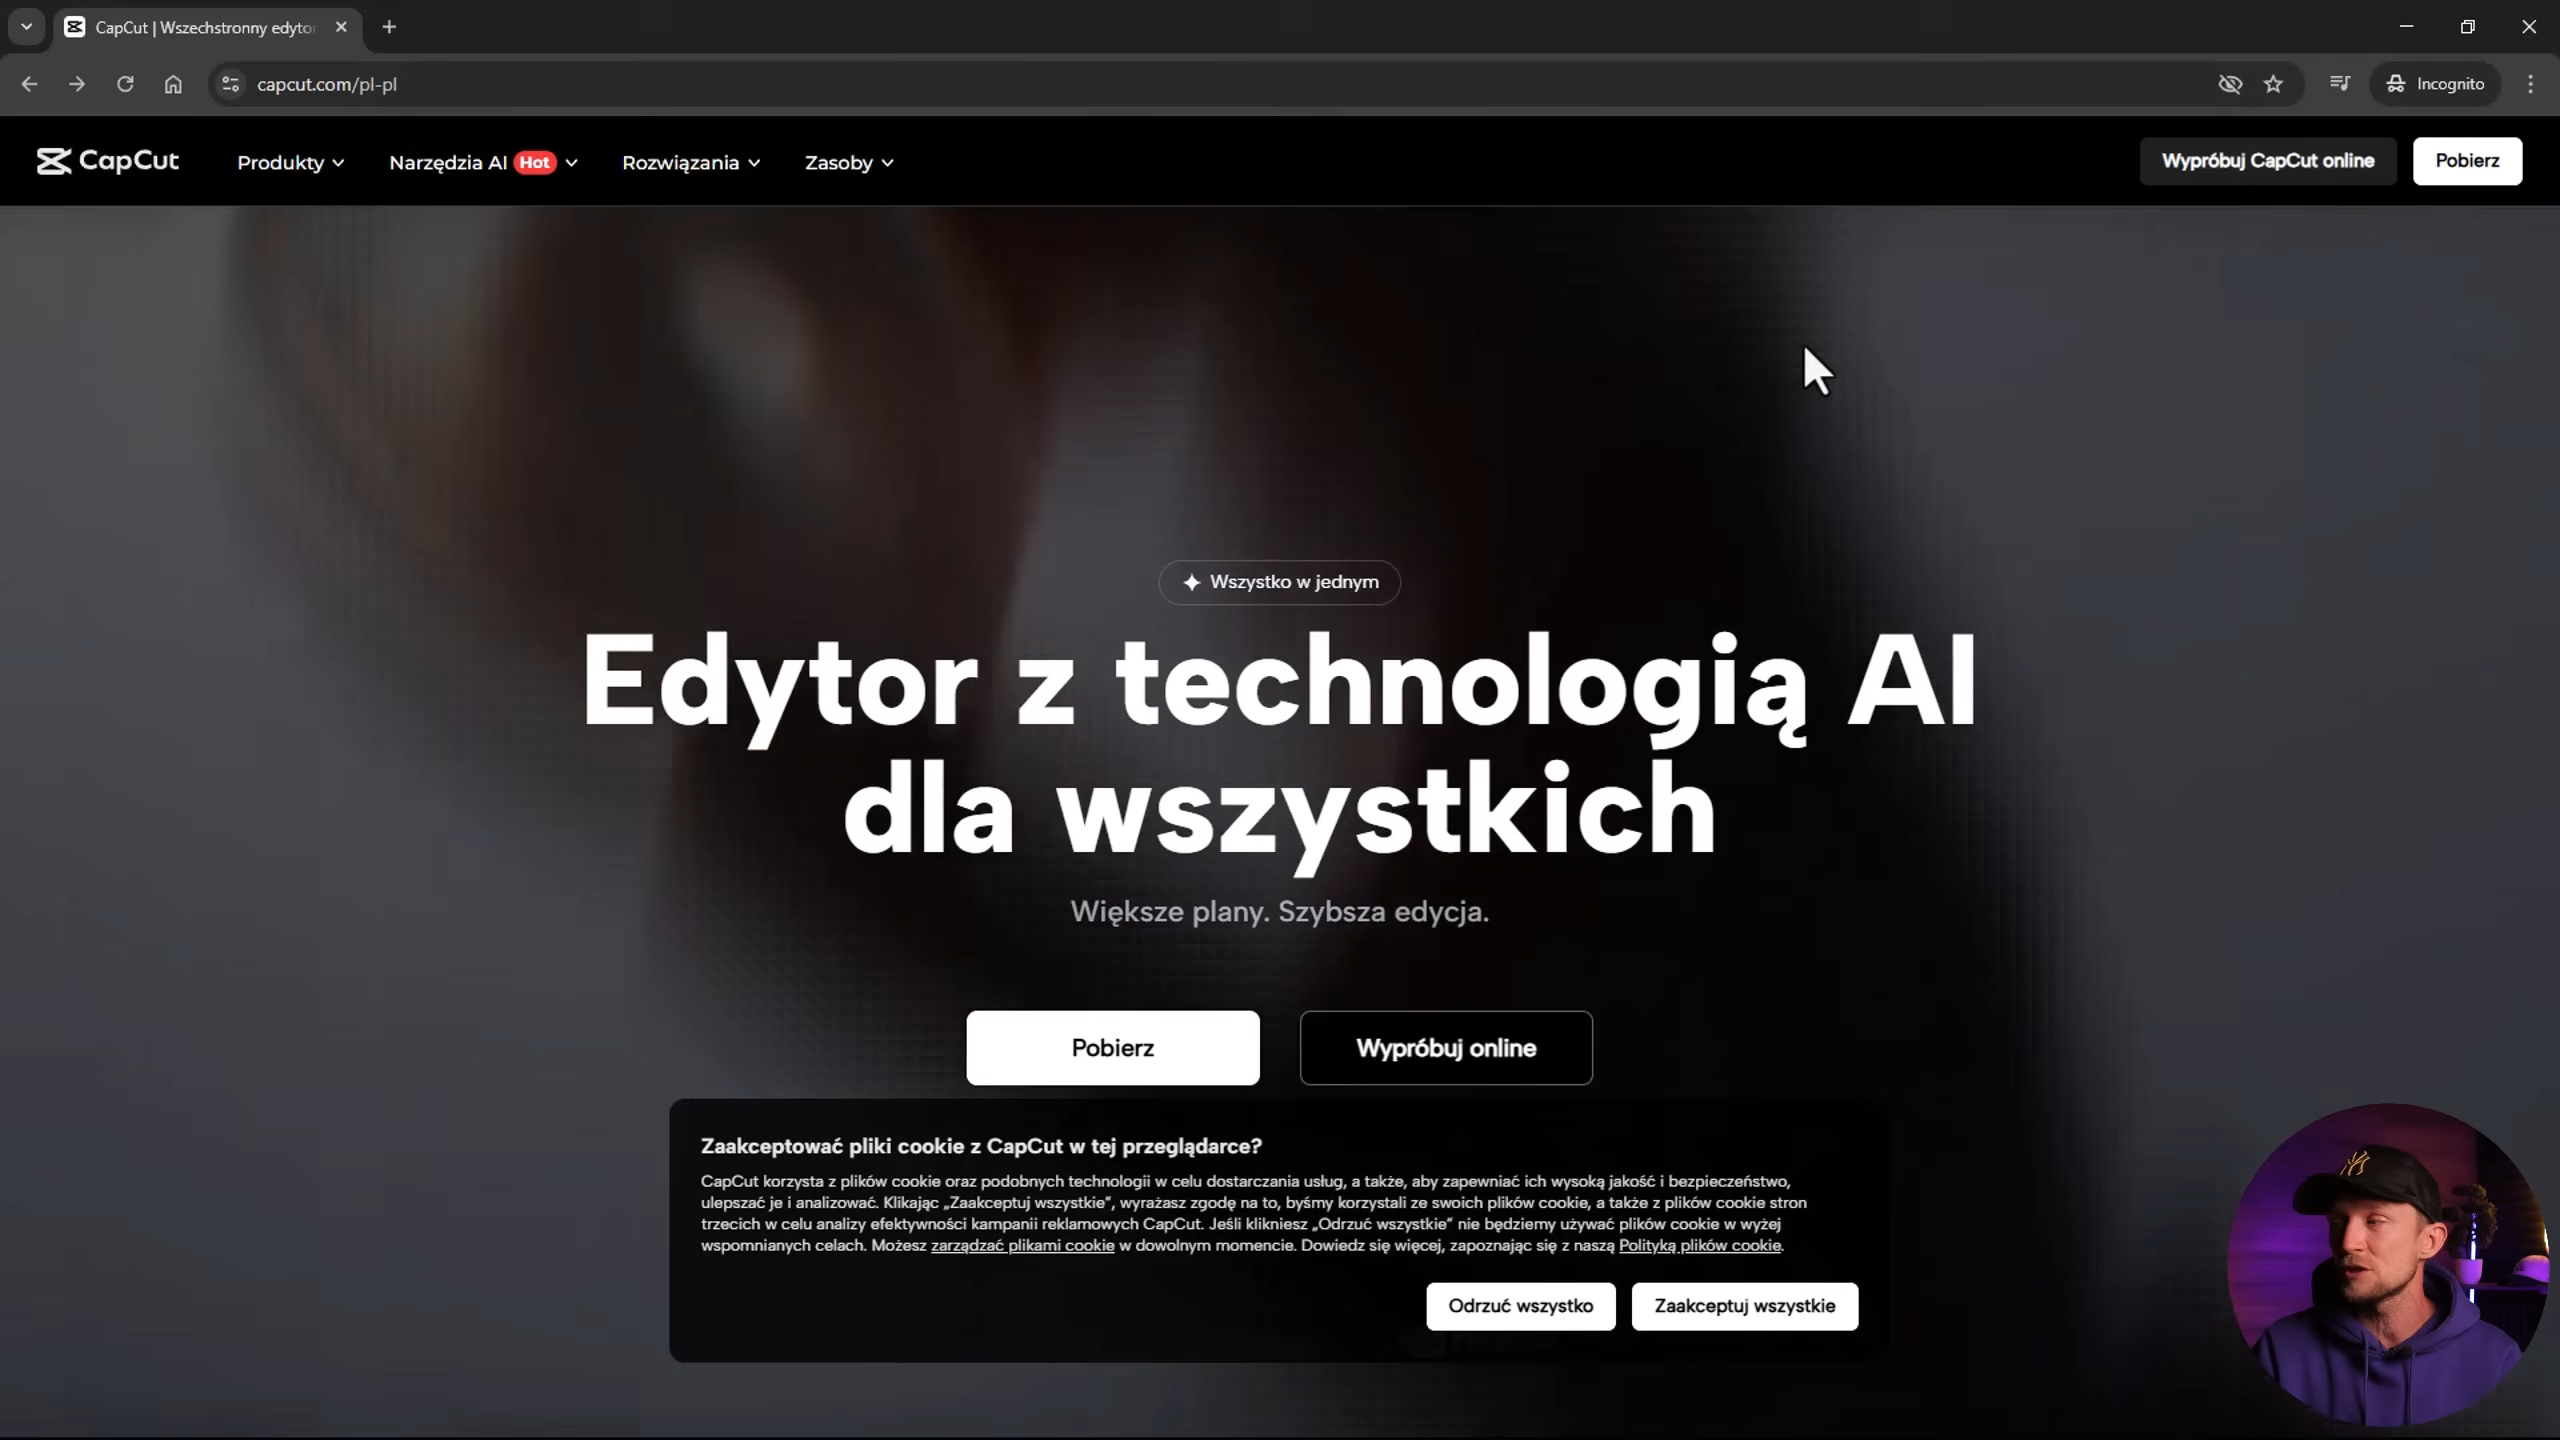 CapCut | Wszechstronny edytor
capcut.com/pl-pl
Incognito
CapCut
Produkty
Narzędzia AI Hot
Rozwiązania
Zasoby
Wypróbuj CapCut online
Pobierz
Wszystko w jednym
Edytor z technologią AI
dla wszystkich
Większe plany. Szybsza edycja.
Pobierz
Wypróbuj online
Zaakceptować pliki cookie z CapCut w tej przeglądarce?
CapCut korzysta z plików cookie oraz podobnych technologii w celu dostarczania usług, a także, aby zapewniać ich wysoką jakość i bezpieczeństwo,
ulepszać je i analizować. Klikając „Zaakceptuj wszystkie”, wyrażasz zgodę na to, byśmy korzystali ze swoich plików cookie, a także z plików cookie stron
trzecich w celu analizy efektywności kampanii reklamowych CapCut. Jeśli klikniesz „Odrzuć wszystkie” nie będziemy używać plików cookie w wyżej
wspomnianych celach. Możesz zarządzać plikami cookie w dowolnym momencie. Dowiedz się więcej, zapoznając się z naszą Polityką plików cookie.
Odrzuć wszystko
Zaakceptuj wszystkie